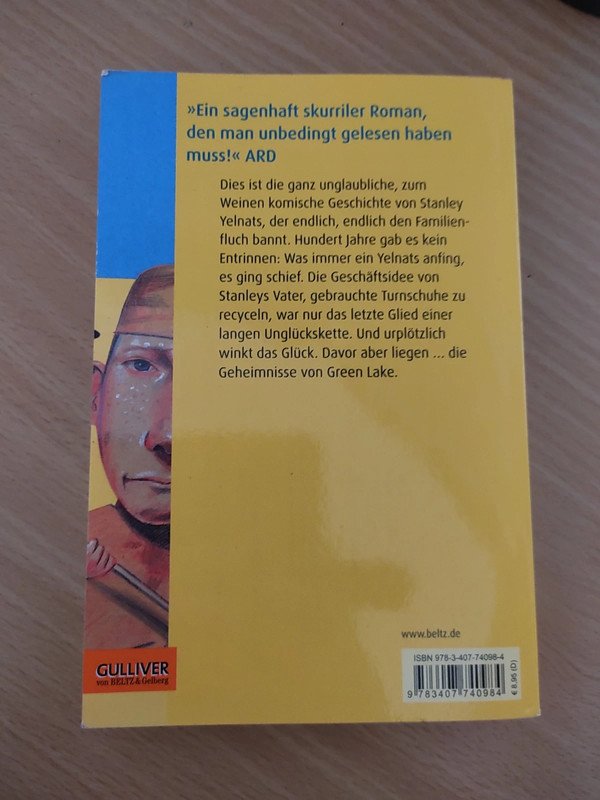 »Ein sagenhaft skurriler Roman,
den man unbedingt gelesen haben
muss!« ARD
Dies ist die ganz unglaubliche, zum
Weinen komische Geschichte von Stanley
Yelnats, der endlich, endlich den Familien-
fluch bannt. Hundert Jahre gab es kein
Entrinnen: Was immer ein Yelnats anfing,
es ging schief. Die Geschäftsidee von
Stanleys Vater, gebrauchte Turnschuhe zu
recyceln, war nur das letzte Glied einer
langen Unglückskette. Und urplötzlich
winkt das Glück. Davor aber liegen ... die
Geheimnisse von Green Lake.
www.beltz.de
ISBN 978-3-407-74098-4
9 783407 740984
€ 8,95 (D)
GULLIVER
von BELTZ & Gelberg